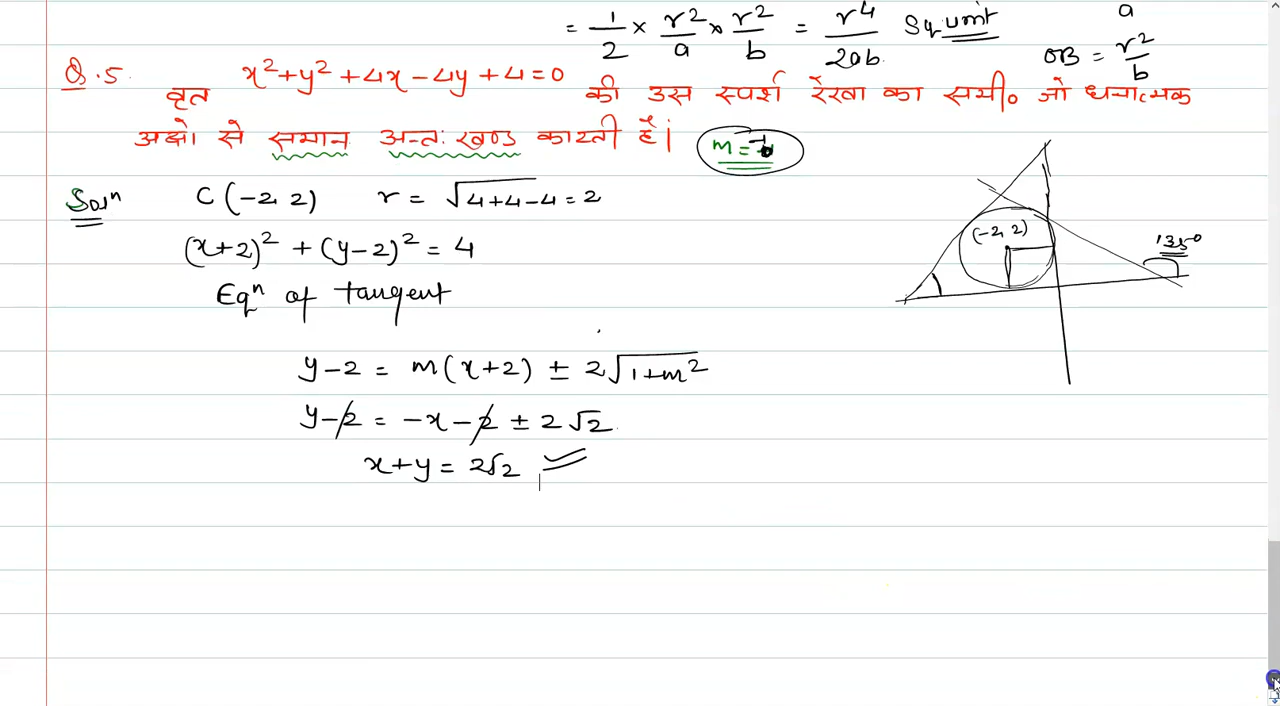 = 1/2 × r²/a × r²/b = r⁴/2ab Sq unit
a
OB = r²/b
Q.5. x²+y²+4x-4y+4=0
वृत की उस स्पर्श रेखा का समी० जो धनात्मक
अक्षो से समान अन्तः खण्ड काटती है।
m =
Solⁿ C(-2, 2) r = √4+4-4 = 2
(x+2)² + (y-2)² = 4
Eqⁿ of tangent
y-2 = m(x+2) ± 2√1+m²
y-2 = -x-2 ± 2√2
x+y = 2√2
(-2, 2)
135°